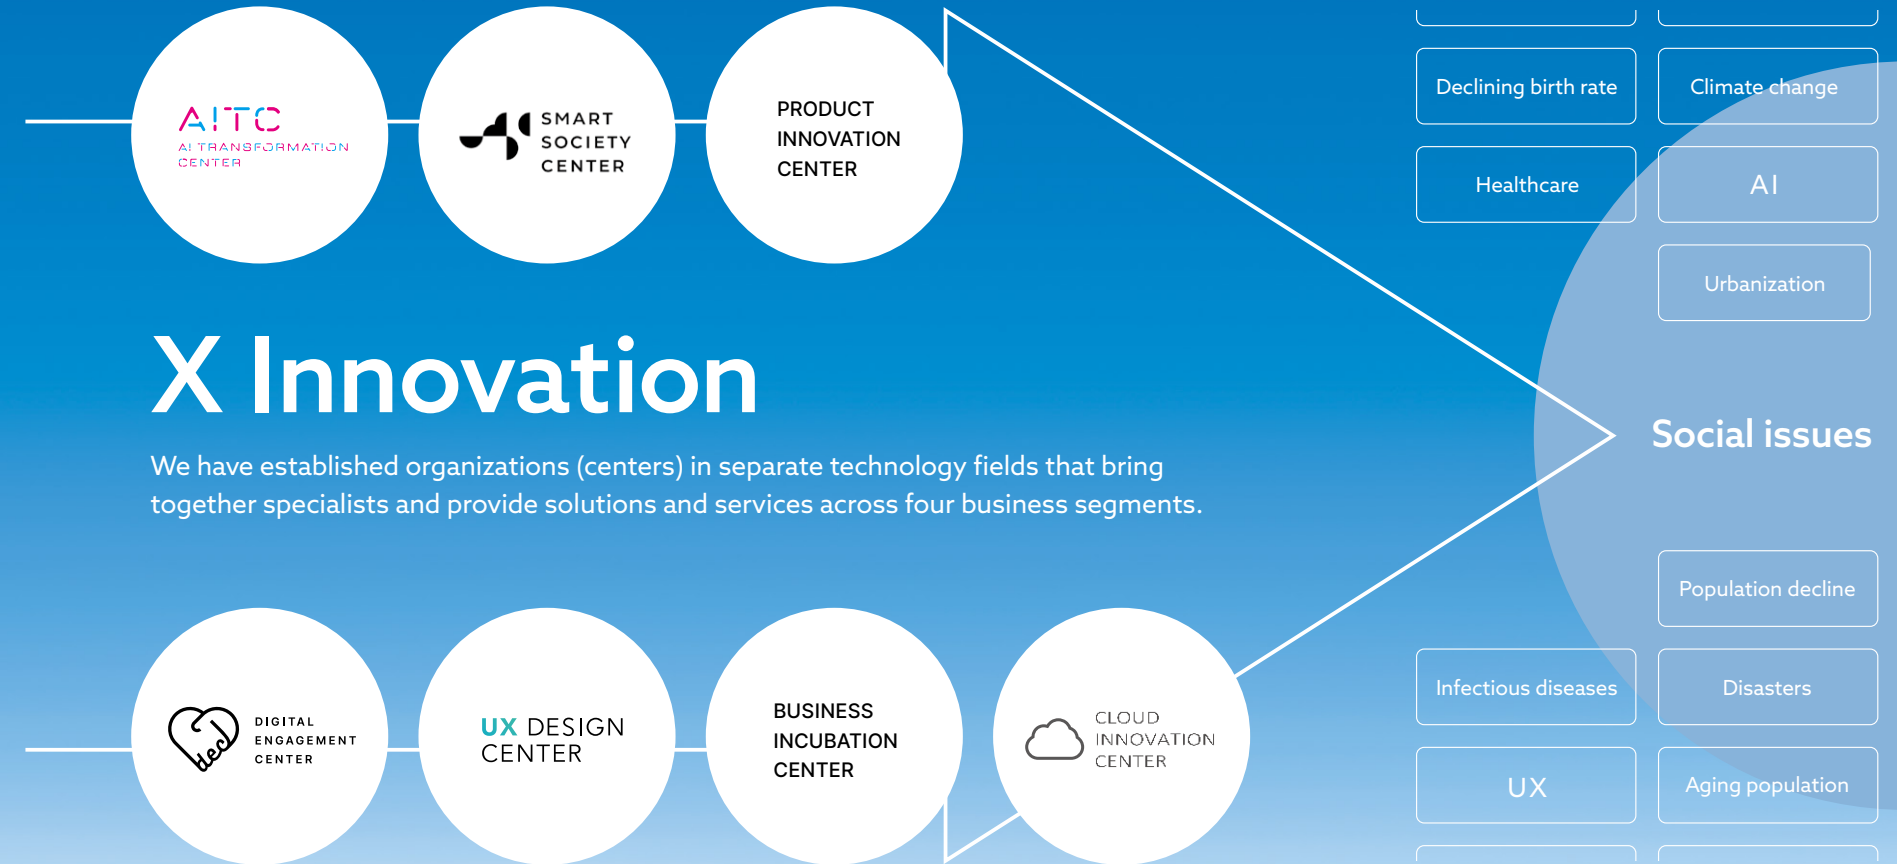 AITC
AI TRANSFORMATION
CENTER
SMART
SOCIETY
CENTER
PRODUCT
INNOVATION
CENTER
Declining birth rate
Climate change
Healthcare
AI
Urbanization
X Innovation
We have established organizations (centers) in separate technology fields that bring
together specialists and provide solutions and services across four business segments.
Social issues
Population decline
Infectious diseases
Disasters
UX
Aging population
dec
DIGITAL
ENGAGEMENT
CENTER
UX DESIGN
CENTER
BUSINESS
INCUBATION
CENTER
CLOUD
INNOVATION
CENTER